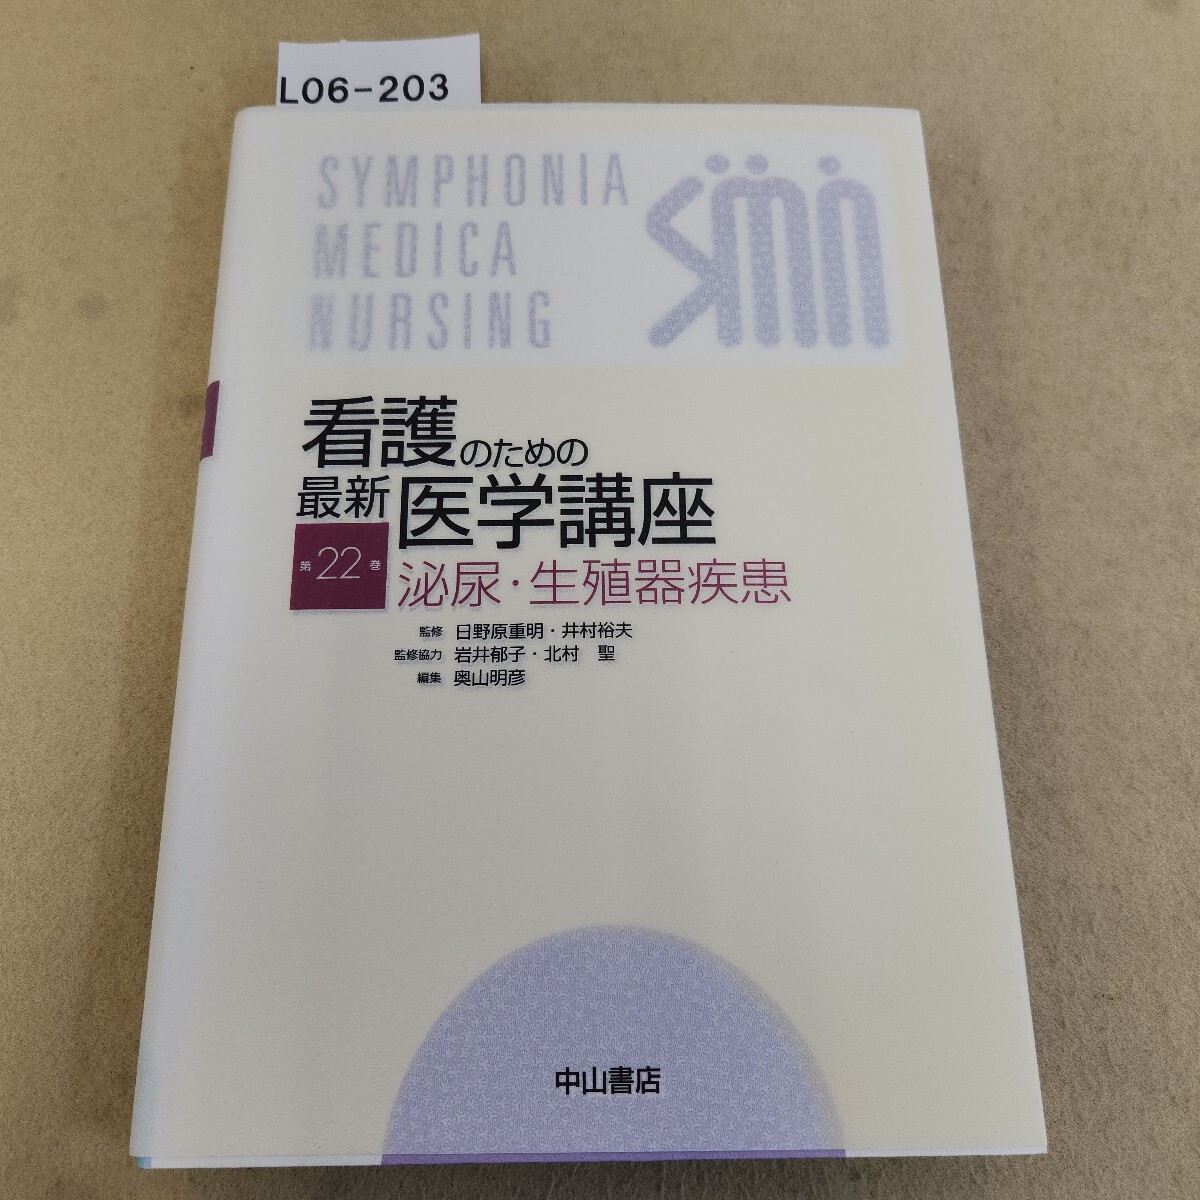 L06-203
SYMPHONIA
MEDICA
NURSING
看護のための
最新医学講座
第22巻 泌尿・生殖器疾患
監修 日野原重明・井村裕夫
監修協力 岩井郁子・北村 聖
編集 奥山明彦
中山書店